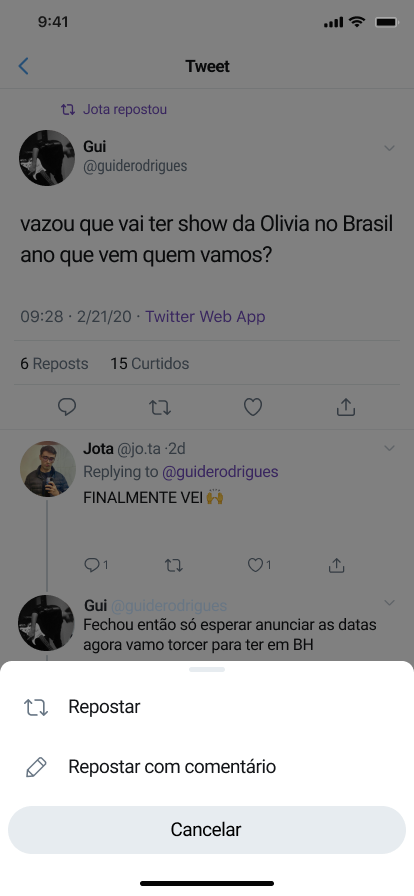 9:41
Tweet
Jota repostou
Gui
@guiderodrigues
vazou que vai ter show da Olivia no Brasil
ano que vem quem vamos?
09:28 · 2/21/20 · Twitter Web App
6 Reposts 15 Curtidos
Jota @jo.ta ·2d
Replying to @guiderodrigues
FINALMENTE VEI 🙌
1 1
Gui @guiderodrigues
Fechou então só esperar anunciar as datas
agora vamo torcer para ter em BH
Repostar
Repostar com comentário
Cancelar